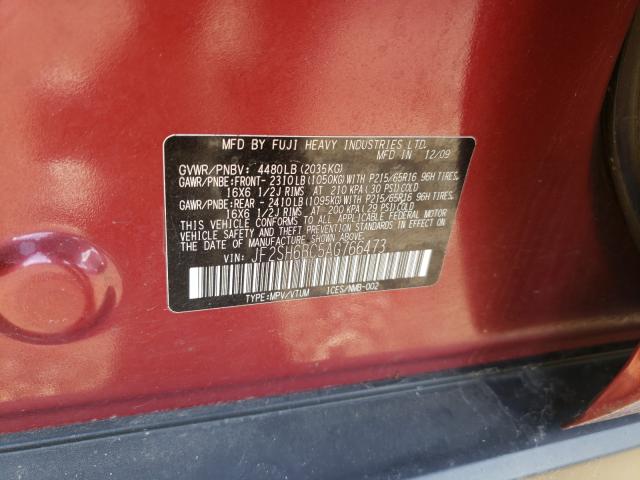 MFD BY FUJI HEAVY INDUSTRIES LTD.
MFD IN 12/09
GVWR/PNBV: 4480LB(2035KG)
GAWR/PNBE:FRONT- 2310LB(1050KG)WITH P215/65R16 96H TIRES,
16X6 1/2J RIMS AT 210 KPA(30 PSI)COLD
GAWR/PNBE:REAR - 2410LB(1095KG)WITH P215/65R16 96H TIRES,
16X6 1/2J RIMS AT 200 KPA(29 PSI)COLD
THIS VEHICLE CONFORMS TO ALL APPLICABLE FEDERAL MOTOR
VEHICLE SAFETY AND THEFT PREVENTION STANDARDS IN EFFECT ON
THE DATE OF MANUFACTURE SHOWN ABOVE.
VIN: JF2SH6BC5AG766473
TYPE:MPV/VTUM ICES/NMB-002